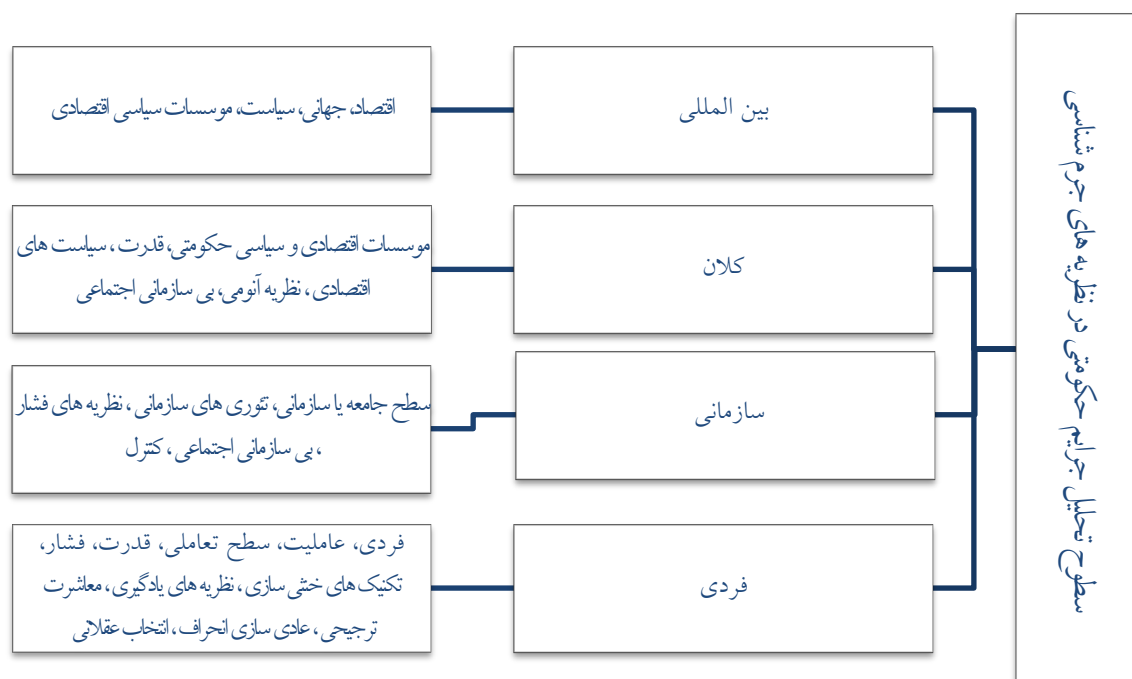 سطوح تحلیل جرایم حکومتی در نظریه های جرم شناسی
بین المللی
اقتصاد، جهانی، سیاست، موسسات سیاسی اقتصادی
کلان
موسسات اقتصادی و سیاسی حکومتی، قدرت، سیاست های
اقتصادی، نظریه آنومی، بی سازمانی اجتماعی
سازمانی
سطح جامعه یا سازمانی، تئوری های سازمانی، نظریه های فشار
، بی سازمانی اجتماعی، کنترل
فردی
فردی، عاملیت، سطح تعاملی، قدرت، فشار،
تکنیک های خنثی سازی، نظریه های یادگیری، معاشرت
ترجیحی، عادی سازی انحراف، انتخاب عقلانی